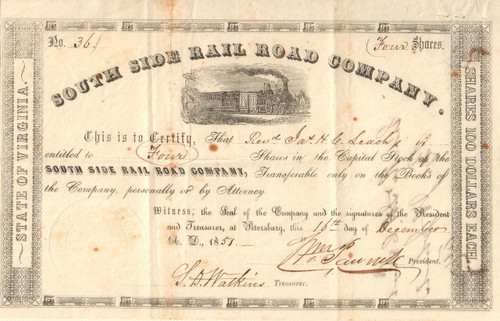 No. 361
Four Shares.
SOUTH SIDE RAIL ROAD COMPANY.
STATE OF VIRGINIA.
SHARES 100 DOLLARS EACH.
This is to Certify, That Revd. Jas H. C. Leach is
entitled to Four Shares in the Capital Stock of the
SOUTH SIDE RAIL ROAD COMPANY, Transferable only on the Books of
the Company, personally or by Attorney.
Witness, the Seal of the Company and the signatures of the President
and Treasurer, at Petersburg, this 16th day of December
A. D. 1851.
President.
S. D. Watkins Treasurer.